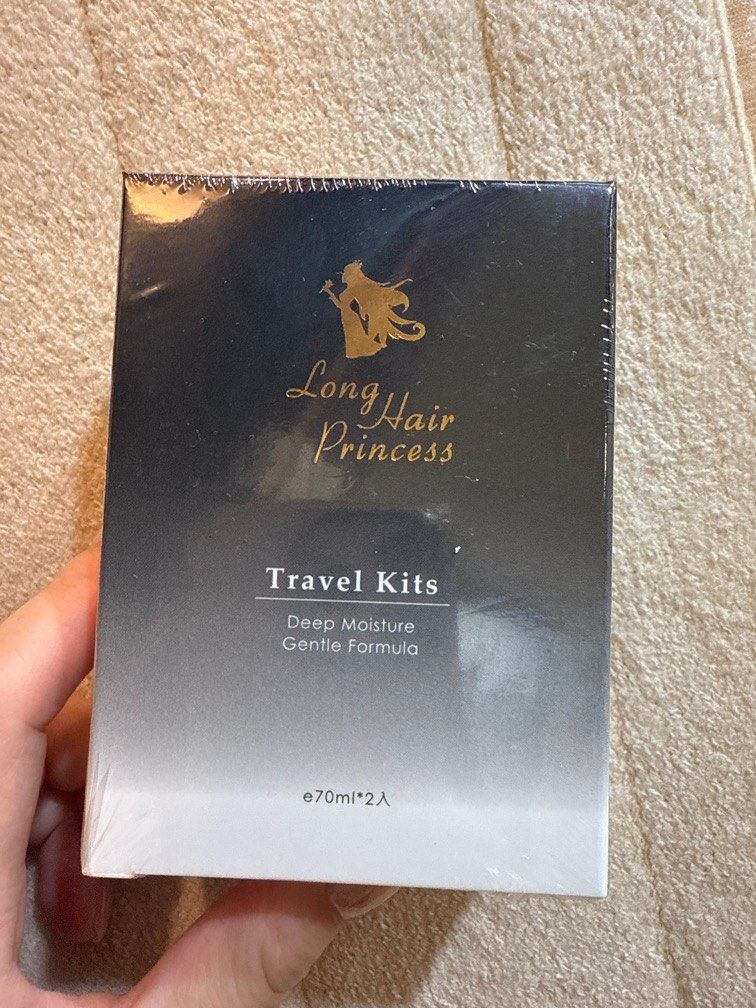 Long
Hair
Princess
Travel Kits
Deep Moisture
Gentle Formula
e70ml*2入